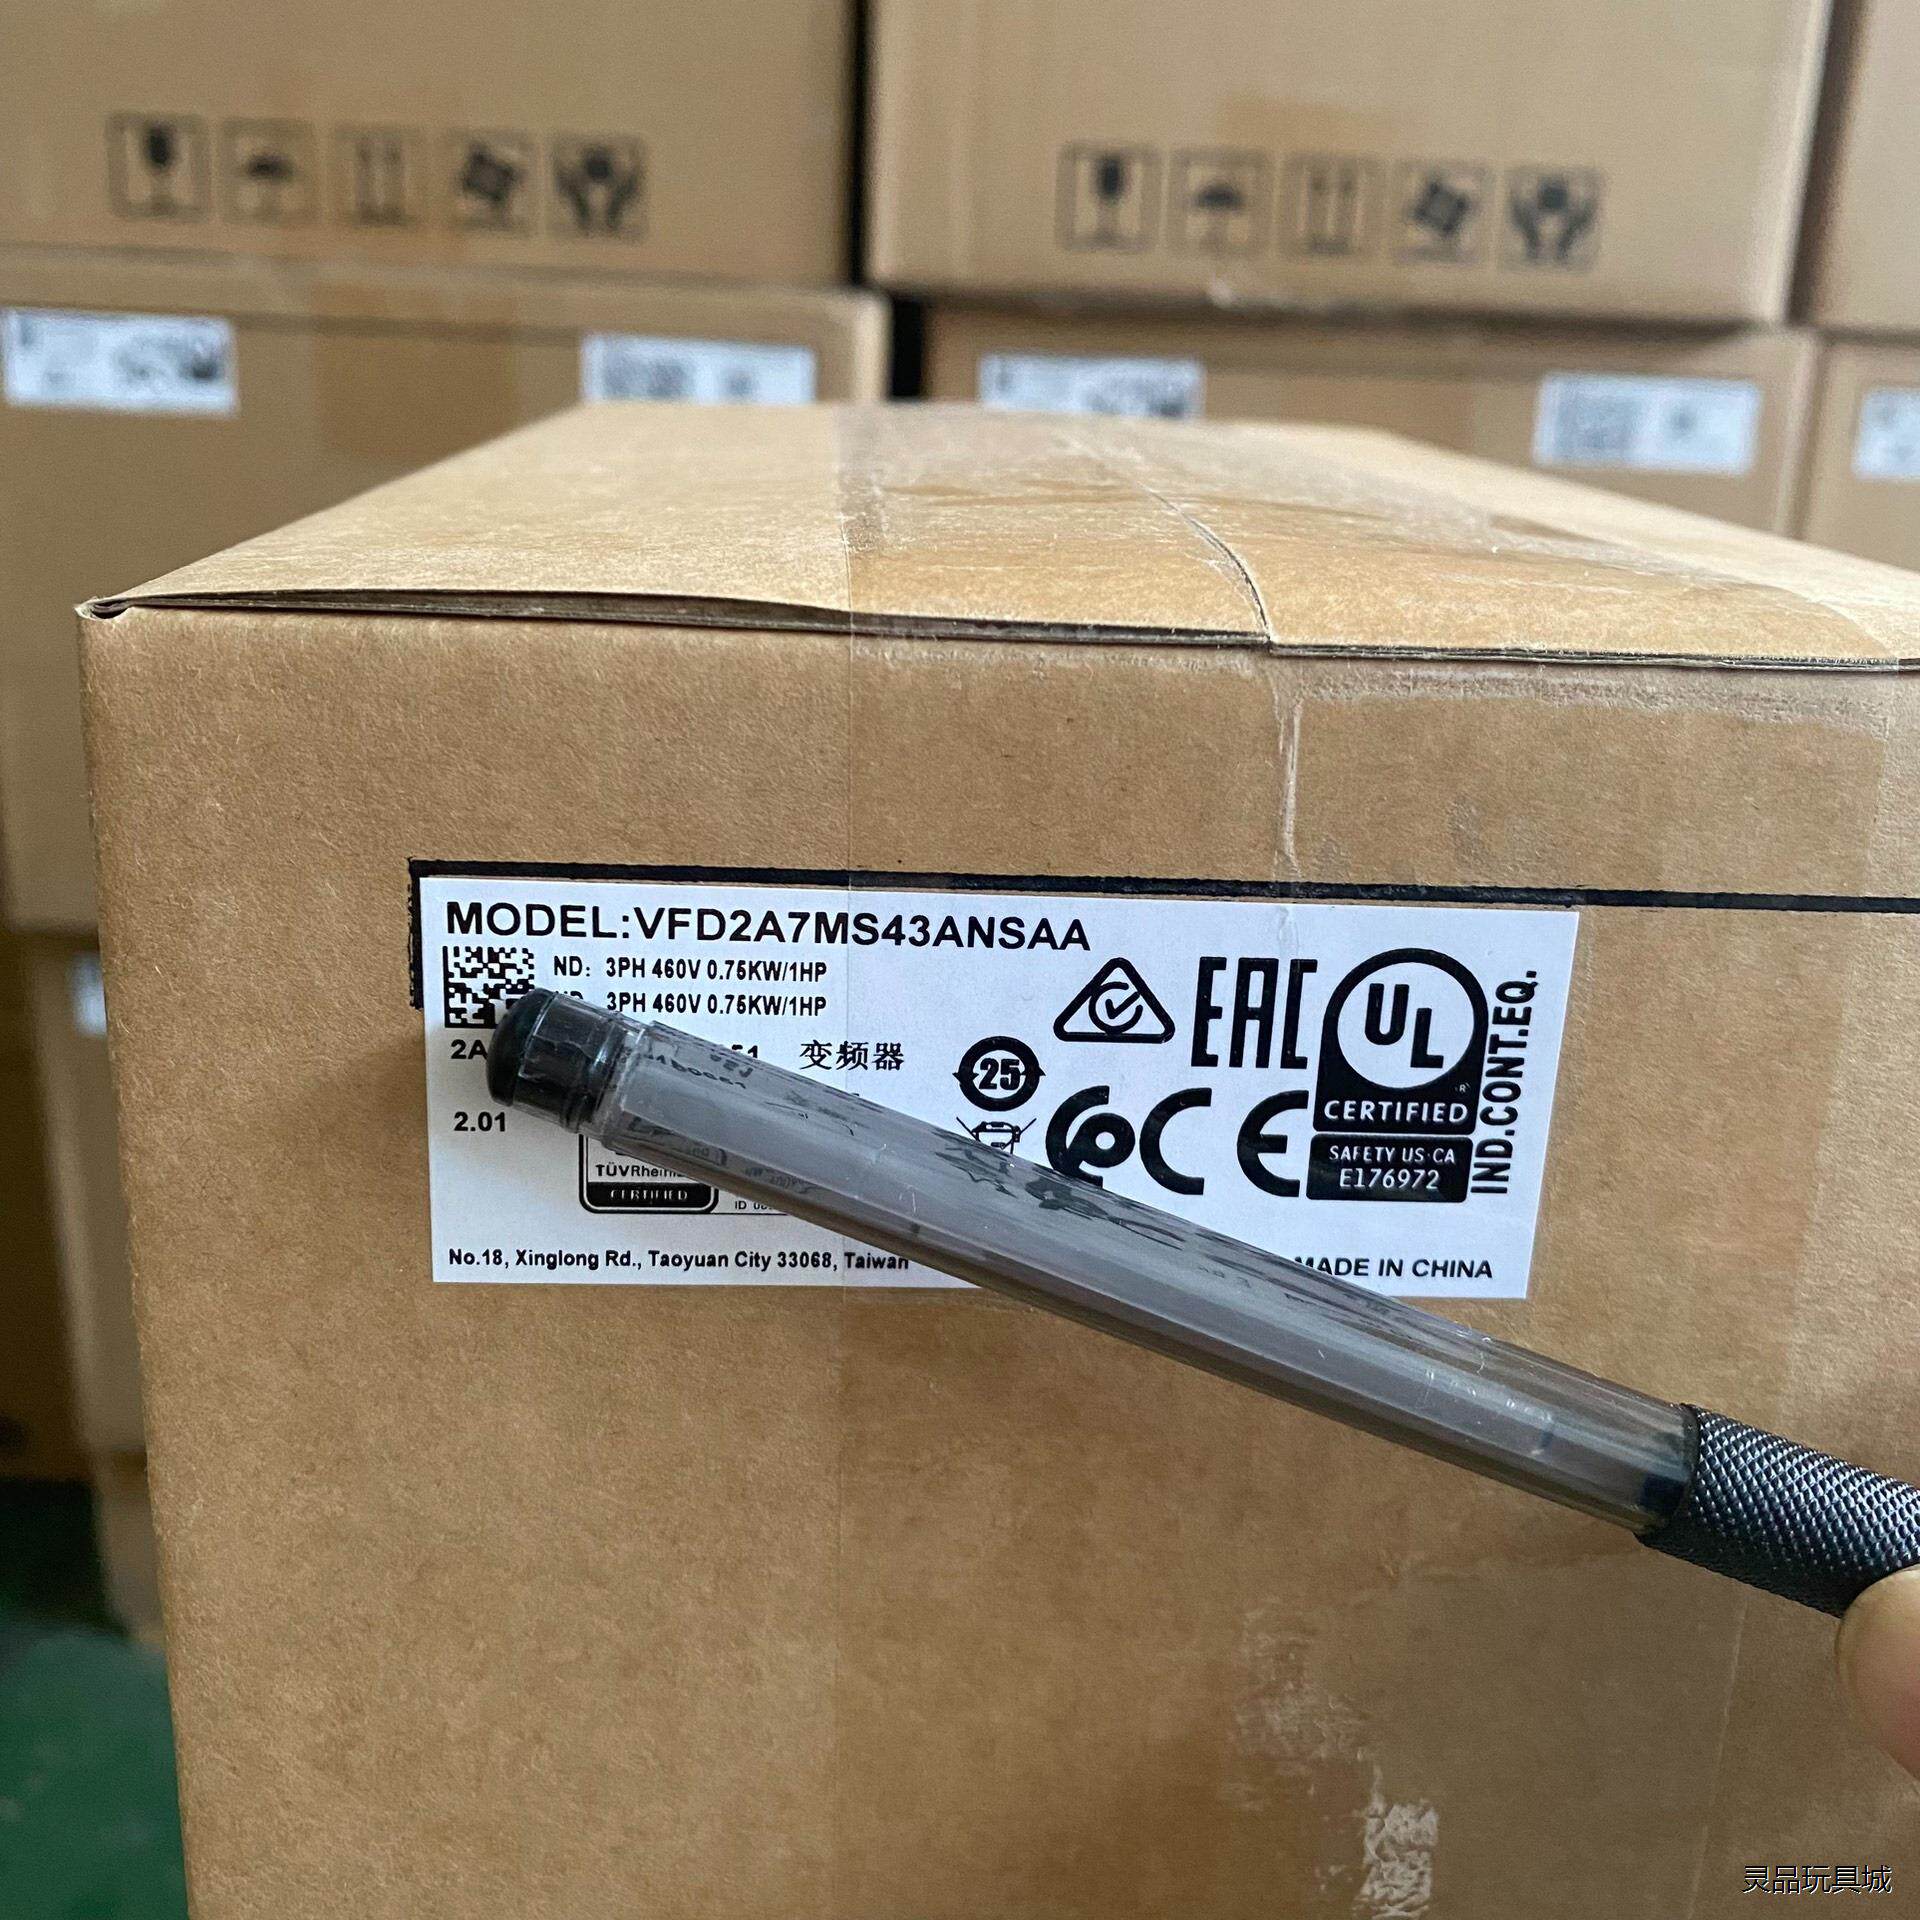 MODEL:VFD2A7MS43ANSAA
ND: 3PH 460V 0.75KW/1HP
3PH 460V 0.75KW/1HP
变频器
2.01
25
EAC
UL
CERTIFIED
SAFETY US·CA
E176972
IND.CONT.EQ.
CE
TÜVRhein
CERTIFIED
ID
No.18, Xinglong Rd., Taoyuan City 33068, Taiwan
MADE IN CHINA
灵品玩具城